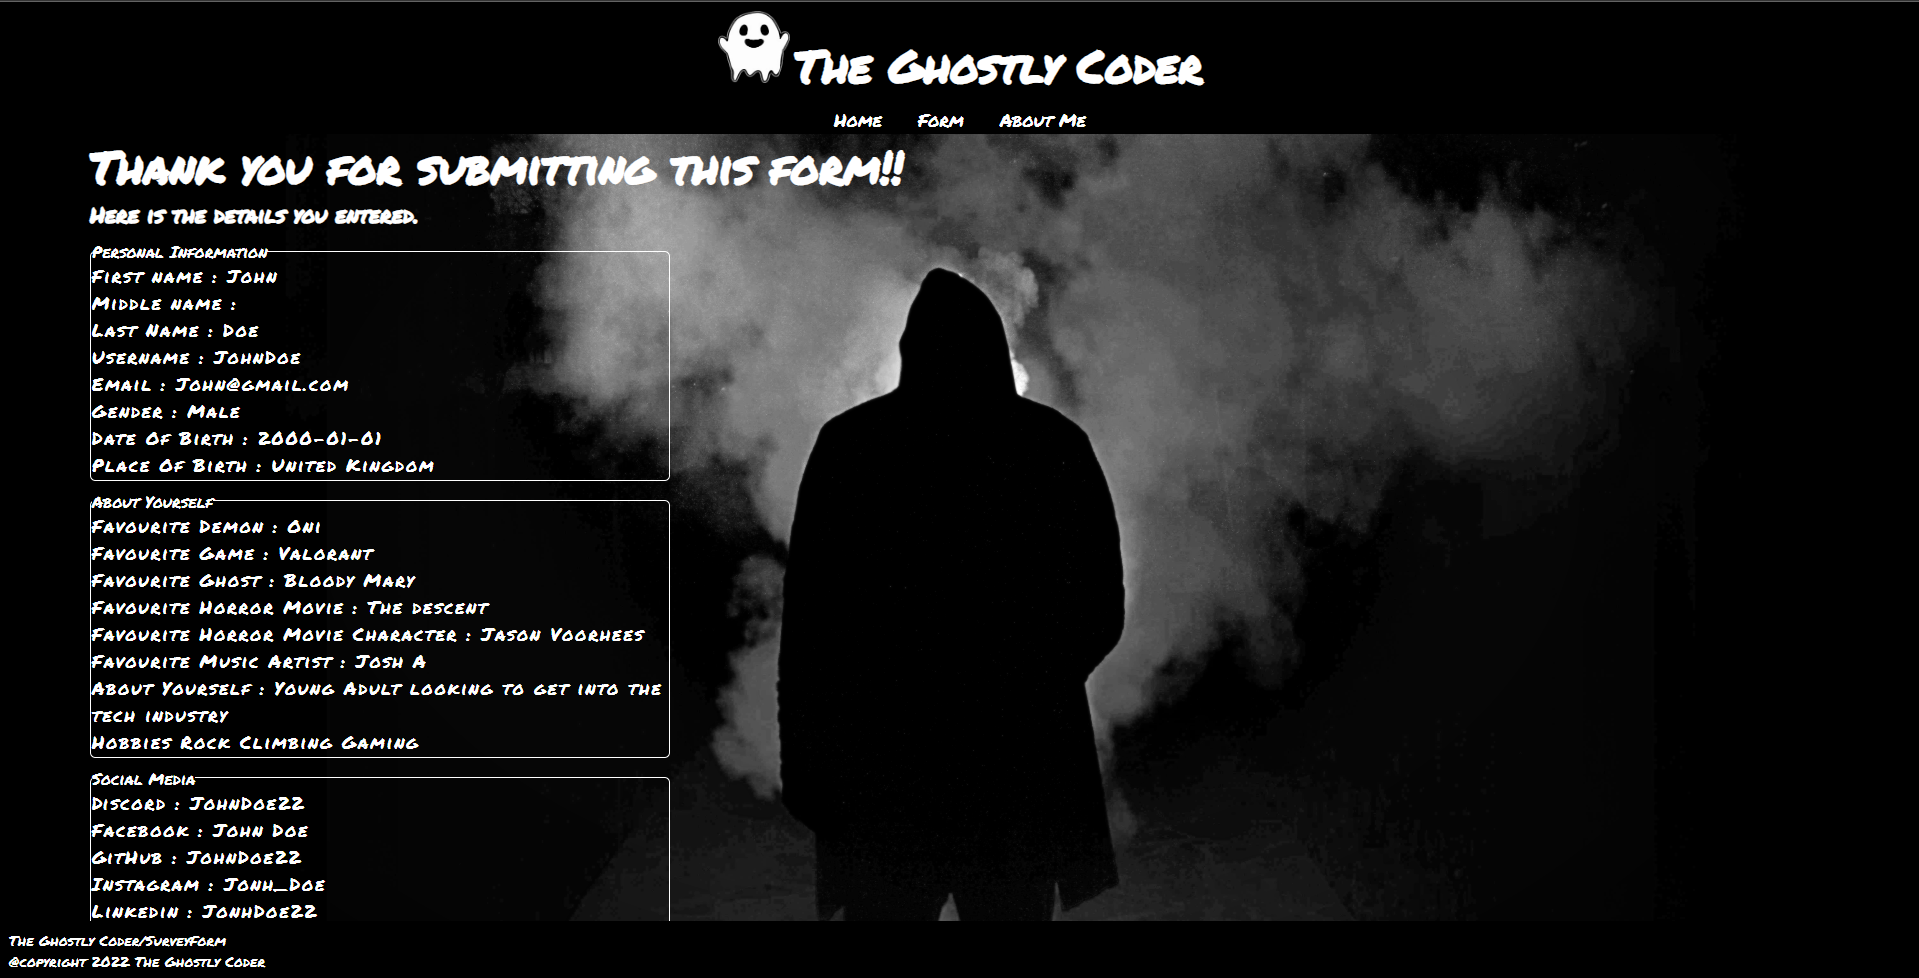 The Ghostly Coder
Home Form About Me
Thank you for submitting this form!!
Here is the details you entered.
Personal Information
First name : John
Middle name :
Last Name : Doe
Username : JohnDoe
Email : John@gmail.com
Gender : Male
Date Of Birth : 2000-01-01
Place Of Birth : United Kingdom
About Yourself
Favourite Demon : Oni
Favourite Game : Valorant
Favourite Ghost : Bloody Mary
Favourite Horror Movie : The descent
Favourite Horror Movie Character : Jason Voorhees
Favourite Music Artist : Josh A
About Yourself : Young Adult looking to get into the
tech industry
Hobbies Rock Climbing Gaming
Social Media
Discord : JohnDoe22
Facebook : John Doe
GitHub : JohnDoe22
Instagram : Jonh_Doe
Linkedin : JonhDoe22
The Ghostly Coder/SurveyForm
@copyright 2022 The Ghostly Coder